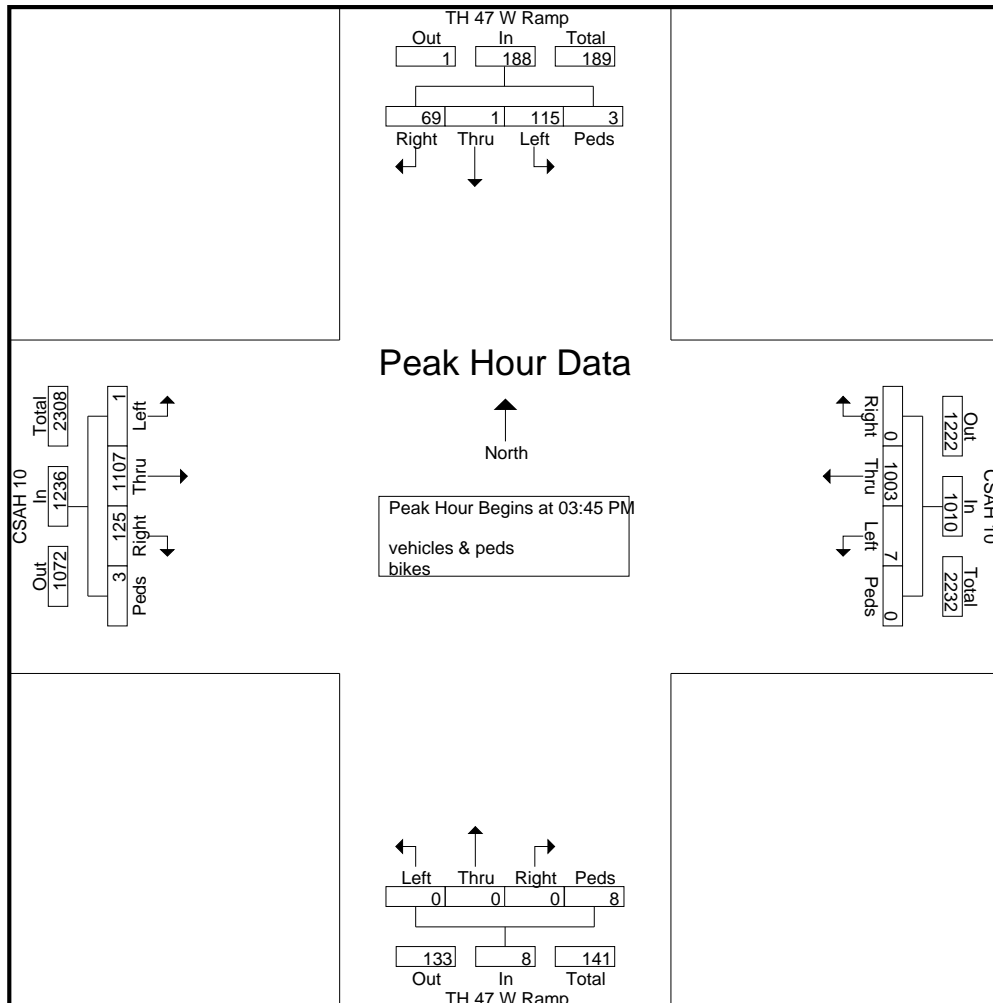 TH 47 W Ramp
Out In Total
1 188 189
69 1 115 3
Right Thru Left Peds
Peak Hour Data
North
Peak Hour Begins at 03:45 PM
vehicles & peds
bikes
CSAH 10
Total In Out
2308 1236 1072
1 1107 125 3
Left Thru Right Peds
Right Thru Left Peds
0 1003 7 0
Out In Total
1222 1010 2232
CSAH 10
Left Thru Right Peds
0 0 0 8
133 8 141
Out In Total
TH 47 W Ramp